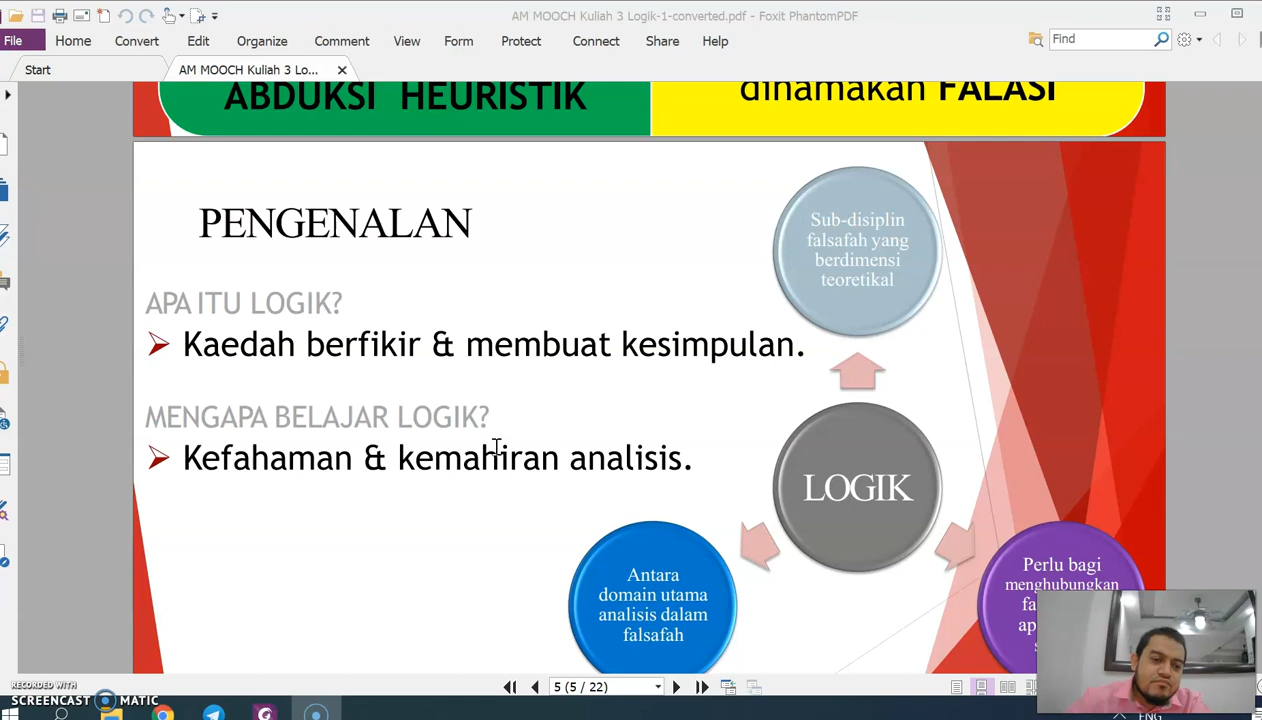 AM MOOCH Kuliah 3 Logik-1-converted.pdf - Foxit PhantomPDF
File Home Convert Edit Organize Comment View Form Protect Connect Share Help Find
Start AM MOOCH Kuliah 3 Lo...
ABDUKSI HEURISTIK
dinamakan FALASI
PENGENALAN
APA ITU LOGIK?
Kaedah berfikir & membuat kesimpulan.
MENGAPA BELAJAR LOGIK?
Kefahaman & kemahiran analisis.
Sub-disiplin
falsafah yang
berdimensi
teoretikal
LOGIK
Antara
domain utama
analisis dalam
falsafah
Perlu bagi
menghubungkan
5 (5 / 22)
RECORDED WITH
SCREENCAST MATIC
ENG